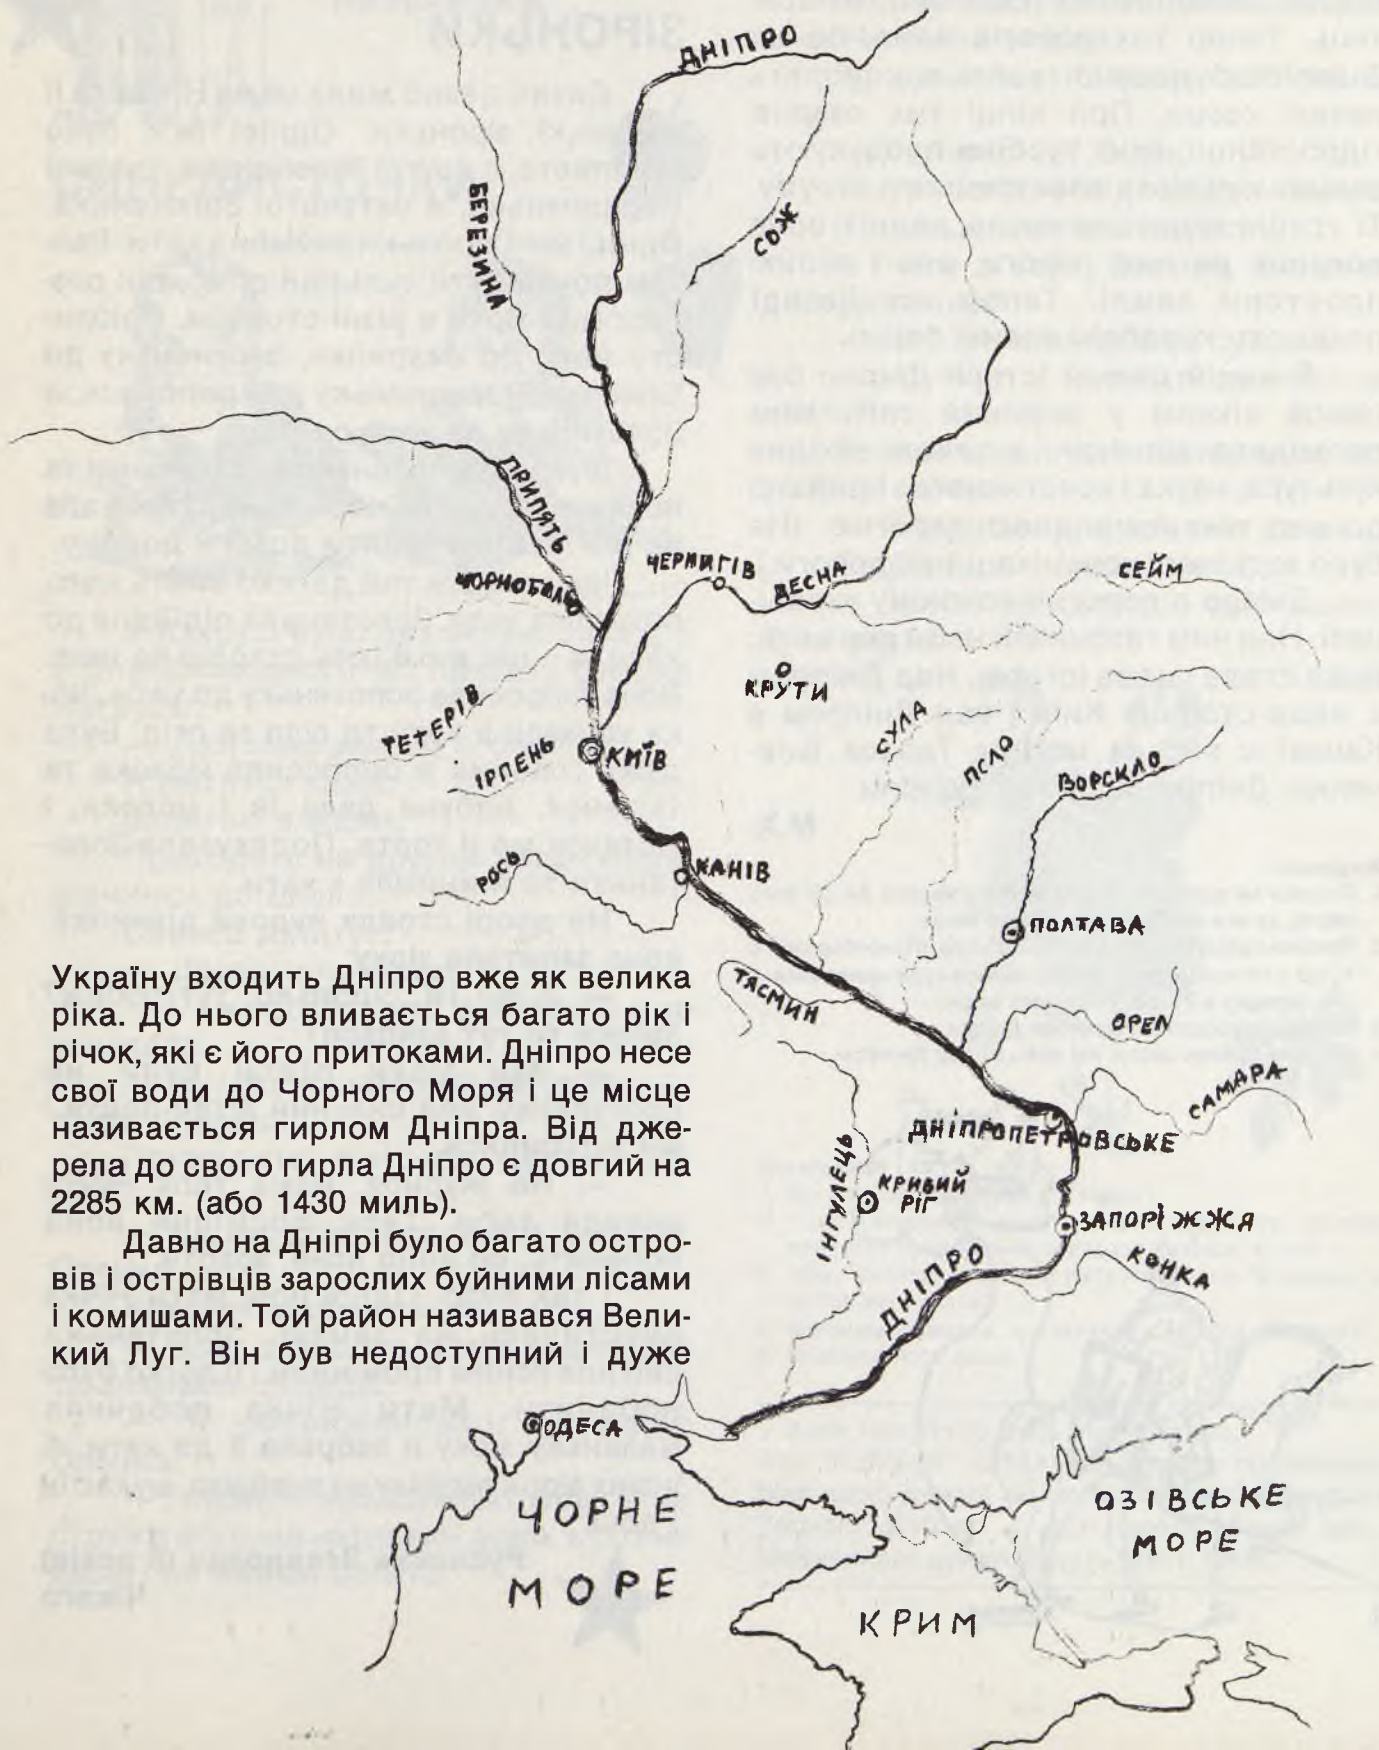 ДНІПРО
БЕРЕЗИНА
СОЖ
ПРИПЯТЬ
ЧОРНОБИЛЬ
ЧЕРНИГІВ
ДЕСНА
СЕЙМ
КРУТИ
ТЕТЕРІВ
ІРПЕНЬ
КИЇВ
СУЛА
ПСЛО
ВОРСКЛО
РОСЬ
КАНІВ
ПОЛТАВА
ТЯСМИН
ОРЕЛ
САМАРА
ДНІПРОПЕТРОВСЬКЕ
ІНГУЛЕЦЬ
КРИВИЙ
РІГ
ЗАПОРІЖЖЯ
КОНКА
ДНІПРО
Україну входить Дніпро вже як велика
ріка. До нього вливається багато рік і
річок, які є його притоками. Дніпро несе
свої води до Чорного Моря і це місце
називається гирлом Дніпра. Від дже-
рела до свого гирла Дніпро є довгий на
2285 км. (або 1430 миль).
Давно на Дніпрі було багато остро-
вів і острівців зарослих буйними лісами
і комишами. Той район називався Вели-
кий Луг. Він був недоступний і дуже
ОДЕСА
ЧОРНЕ
МОРЕ
ОЗІВСЬКЕ
МОРЕ
КРИМ